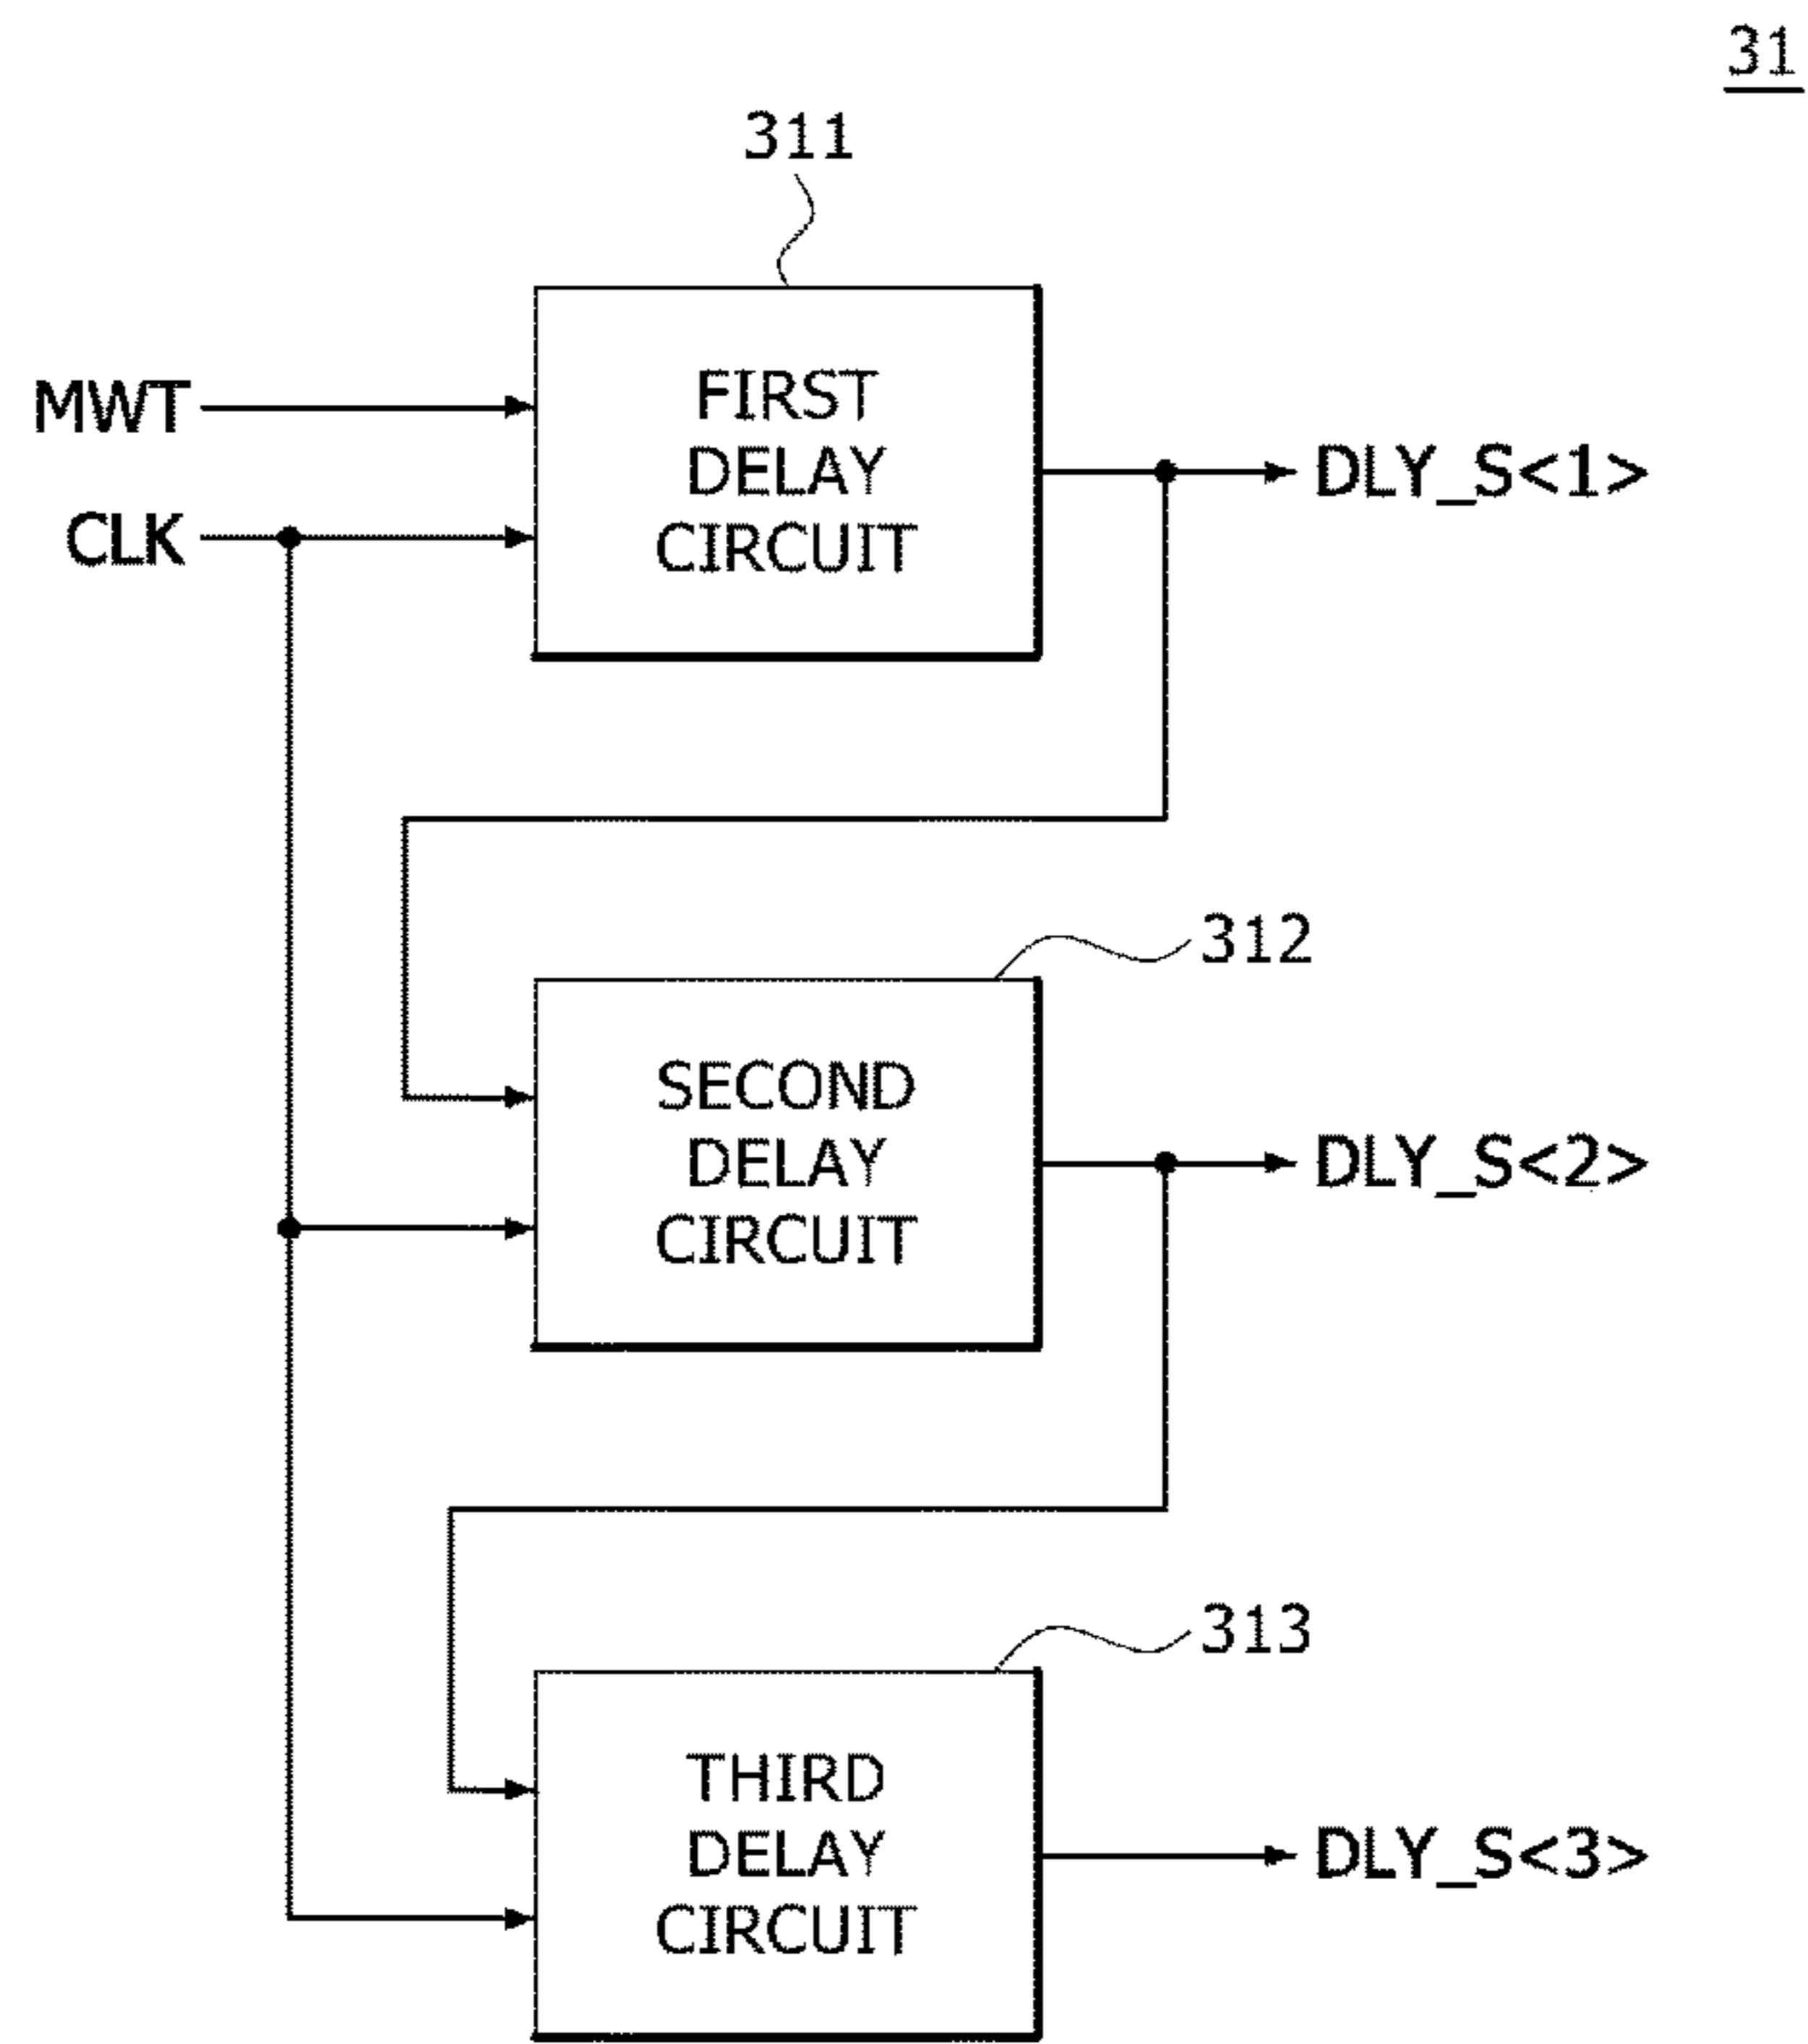 31
311
MWT
CLK
FIRST
DELAY
CIRCUIT
DLY_S<1>
312
SECOND
DELAY
CIRCUIT
DLY_S<2>
313
THIRD
DELAY
CIRCUIT
DLY_S<3>